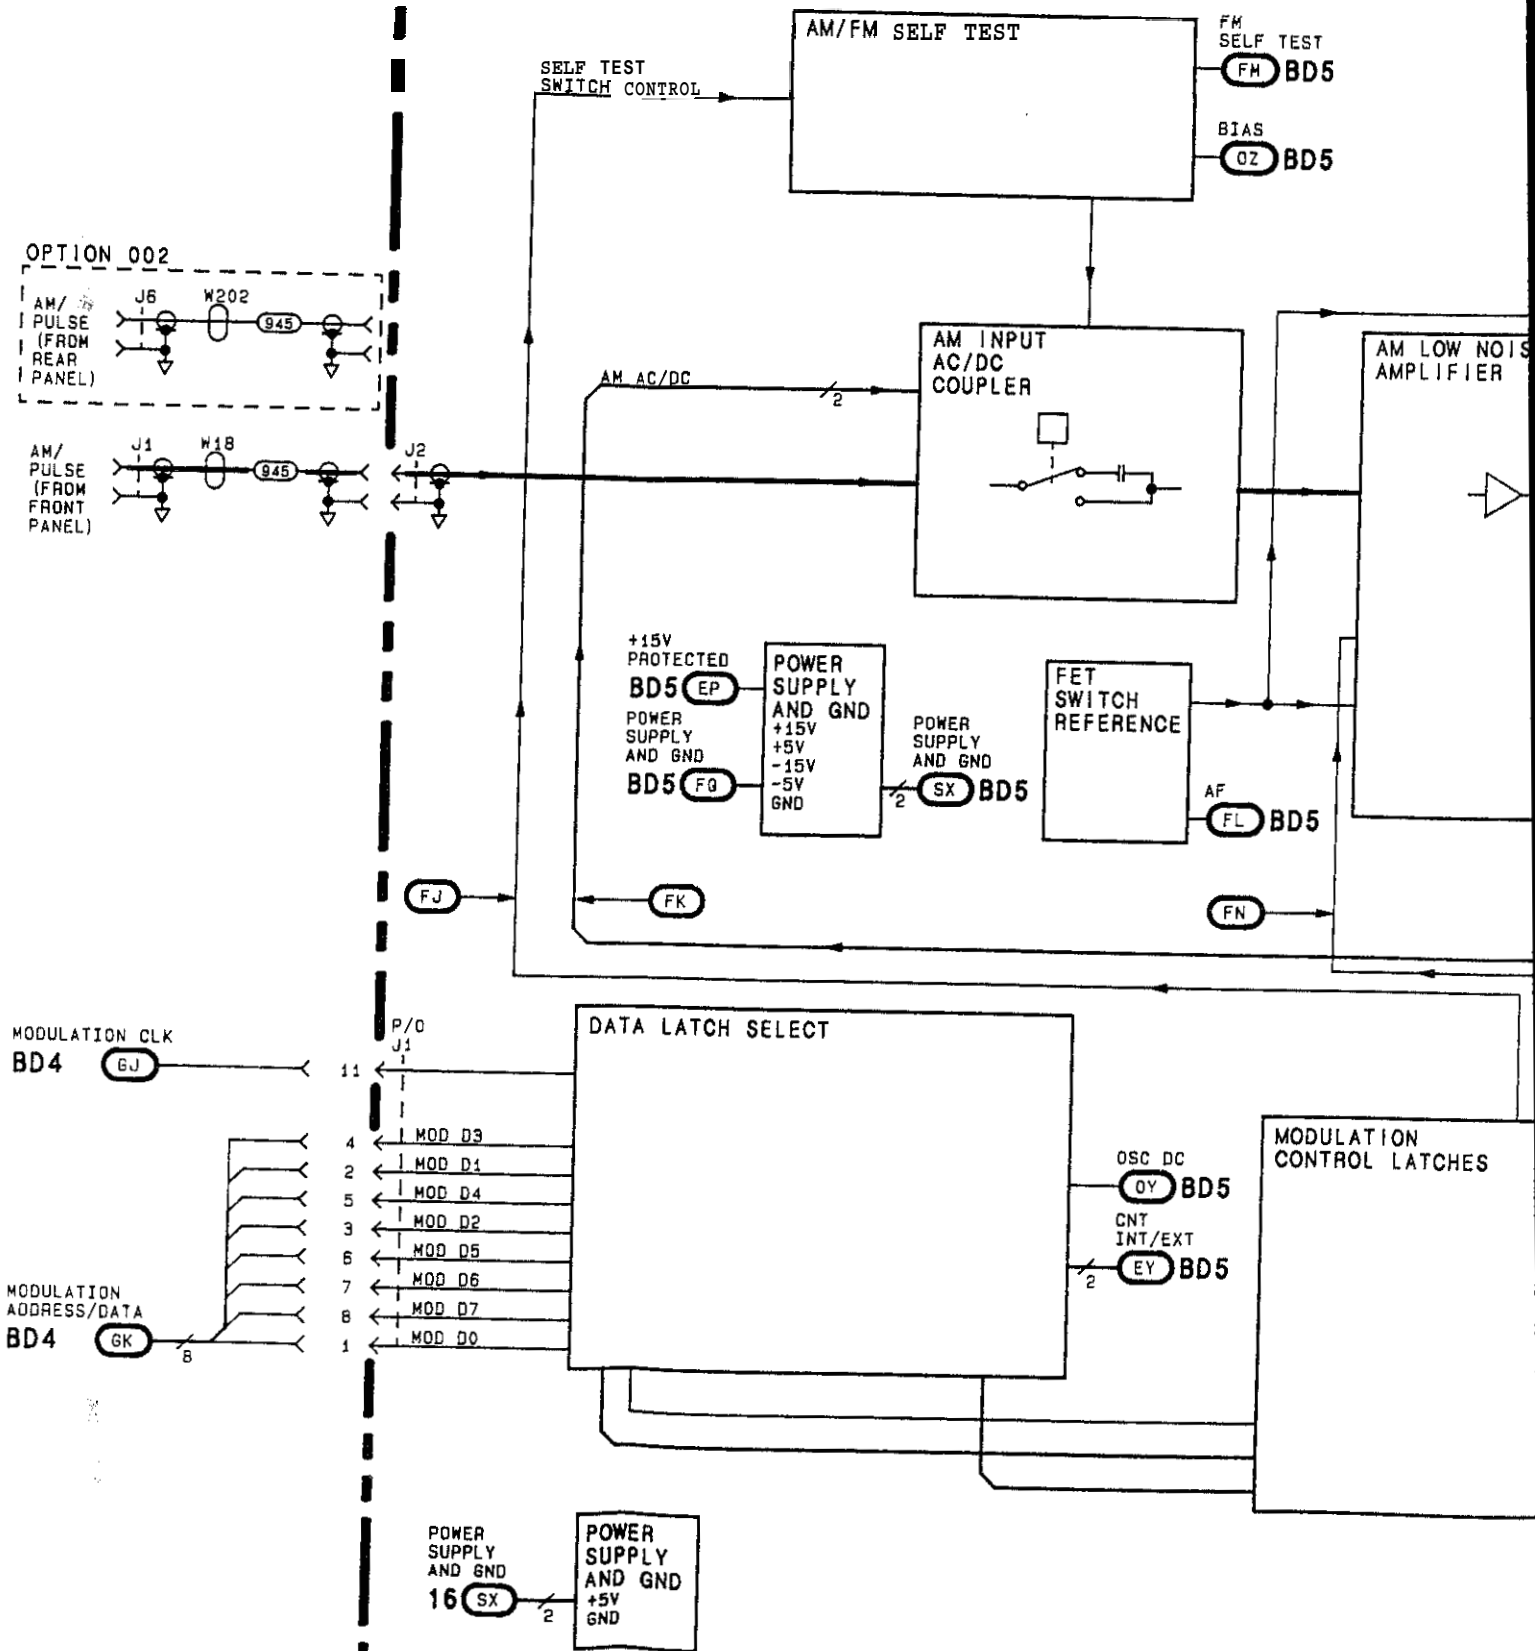 AM/FM SELF TEST
FM
SELF TEST
FM BD5
BIAS
OZ BD5
SELF TEST
SWITCH CONTROL
OPTION 002
AM/
PULSE
(FROM
REAR
PANEL)
J6
W202
945
AM/
PULSE
(FROM
FRONT
PANEL)
J1
W18
945
J2
AM AC/DC
2
AM INPUT
AC/DC
COUPLER
AM LOW NOIS
AMPLIFIER
+15V
PROTECTED
BD5 EP
POWER
SUPPLY
AND GND
BD5 FQ
POWER
SUPPLY
AND GND
+15V
+5V
-15V
-5V
GND
POWER
SUPPLY
AND GND
2 SX BD5
FET
SWITCH
REFERENCE
AF
FL BD5
FJ
FK
FN
MODULATION CLK
BD4 GJ
11
P/O
J1
DATA LATCH SELECT
4 MOD D3
2 MOD D1
5 MOD D4
3 MOD D2
6 MOD D5
7 MOD D6
8 MOD D7
1 MOD D0
MODULATION
ADDRESS/DATA
BD4 GK
8
OSC DC
OY BD5
CNT
INT/EXT
2 EY BD5
MODULATION
CONTROL LATCHES
POWER
SUPPLY
AND GND
16 SX
2
POWER
SUPPLY
AND GND
+5V
GND